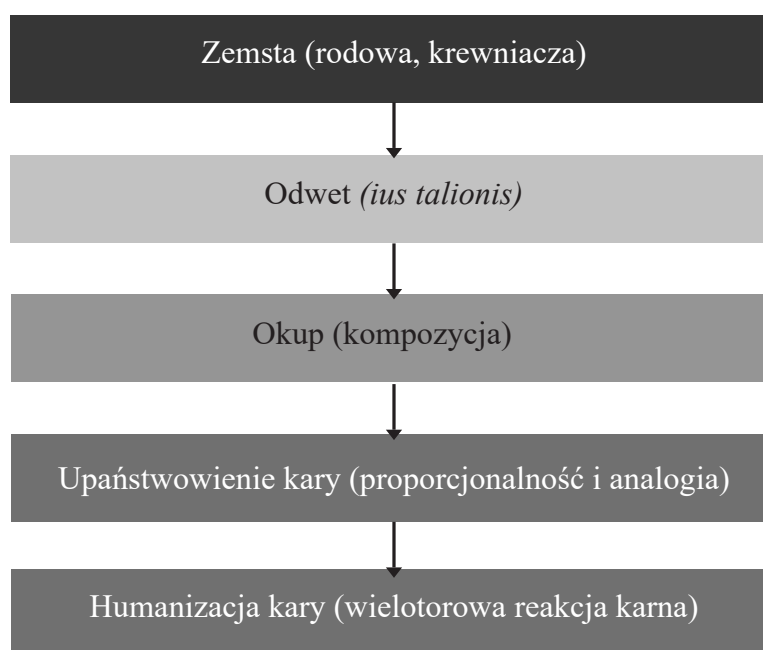 Zemsta (rodowa, krewniacza)
Odwet (ius talionis)
Okup (kompozycja)
Upaństwowienie kary (proporcjonalność i analogia)
Humanizacja kary (wielotorowa reakcja karna)